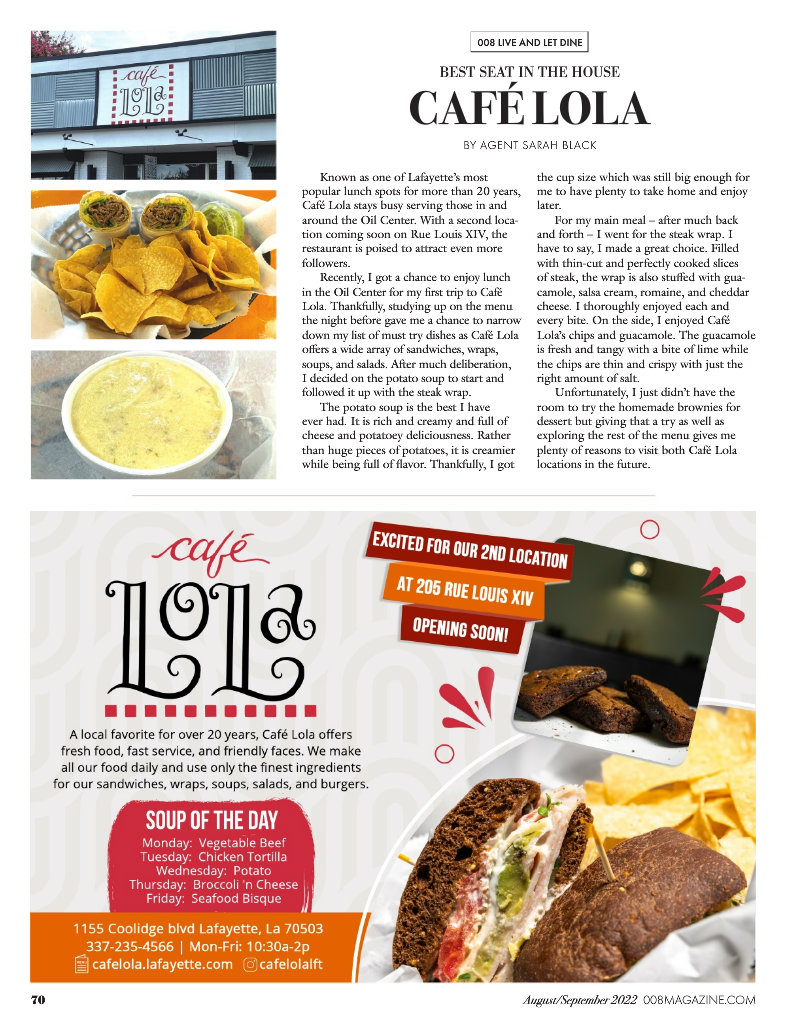 café
LOLa
008 LIVE AND LET DINE
BEST SEAT IN THE HOUSE
CAFÉ LOLA
BY AGENT SARAH BLACK
Known as one of Lafayette’s most
popular lunch spots for more than 20 years,
Café Lola stays busy serving those in and
around the Oil Center. With a second loca-
tion coming soon on Rue Louis XIV, the
restaurant is poised to attract even more
followers.
Recently, I got a chance to enjoy lunch
in the Oil Center for my first trip to Café
Lola. Thankfully, studying up on the menu
the night before gave me a chance to narrow
down my list of must try dishes as Café Lola
offers a wide array of sandwiches, wraps,
soups, and salads. After much deliberation,
I decided on the potato soup to start and
followed it up with the steak wrap.
The potato soup is the best I have
ever had. It is rich and creamy and full of
cheese and potatoey deliciousness. Rather
than huge pieces of potatoes, it is creamier
while being full of flavor. Thankfully, I got
the cup size which was still big enough for
me to have plenty to take home and enjoy
later.
For my main meal – after much back
and forth – I went for the steak wrap. I
have to say, I made a great choice. Filled
with thin-cut and perfectly cooked slices
of steak, the wrap is also stuffed with gua-
camole, salsa cream, romaine, and cheddar
cheese. I thoroughly enjoyed each and
every bite. On the side, I enjoyed Café
Lola’s chips and guacamole. The guacamole
is fresh and tangy with a bite of lime while
the chips are thin and crispy with just the
right amount of salt.
Unfortunately, I just didn’t have the
room to try the homemade brownies for
dessert but giving that a try as well as
exploring the rest of the menu gives me
plenty of reasons to visit both Café Lola
locations in the future.
café
LOLa
EXCITED FOR OUR 2ND LOCATION
AT 205 RUE LOUIS XIV
OPENING SOON!
A local favorite for over 20 years, Café Lola offers
fresh food, fast service, and friendly faces. We make
all our food daily and use only the finest ingredients
for our sandwiches, wraps, soups, salads, and burgers.
SOUP OF THE DAY
Monday: Vegetable Beef
Tuesday: Chicken Tortilla
Wednesday: Potato
Thursday: Broccoli 'n Cheese
Friday: Seafood Bisque
1155 Coolidge blvd Lafayette, La 70503
337-235-4566 | Mon-Fri: 10:30a-2p
cafelola.lafayette.com cafelolalft
70
August/September 2022 008MAGAZINE.COM